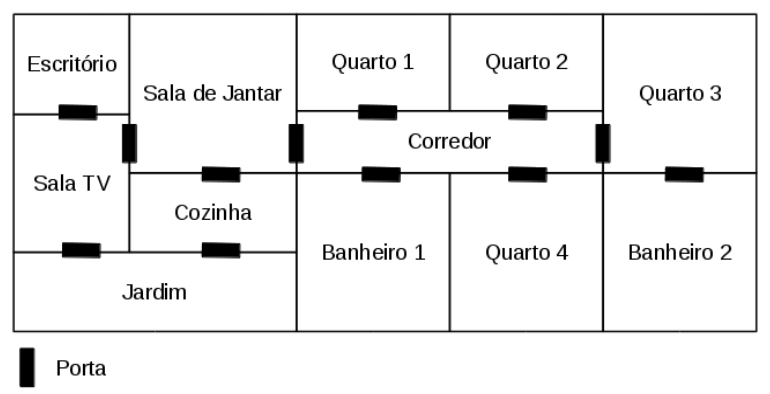 Escritório
Sala de Jantar
Quarto 1
Quarto 2
Quarto 3
Corredor
Sala TV
Cozinha
Banheiro 1
Quarto 4
Banheiro 2
Jardim
Porta